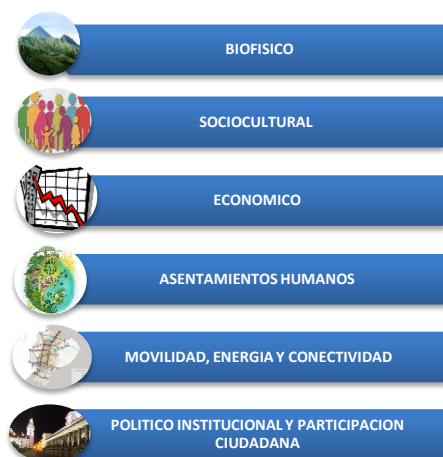 BIOFISICO
SOCIOCULTURAL
ECONOMICO
ASENTAMIENTOS HUMANOS
MOVILIDAD, ENERGIA Y CONECTIVIDAD
POLITICO INSTITUCIONAL Y PARTICIPACION
CIUDADANA